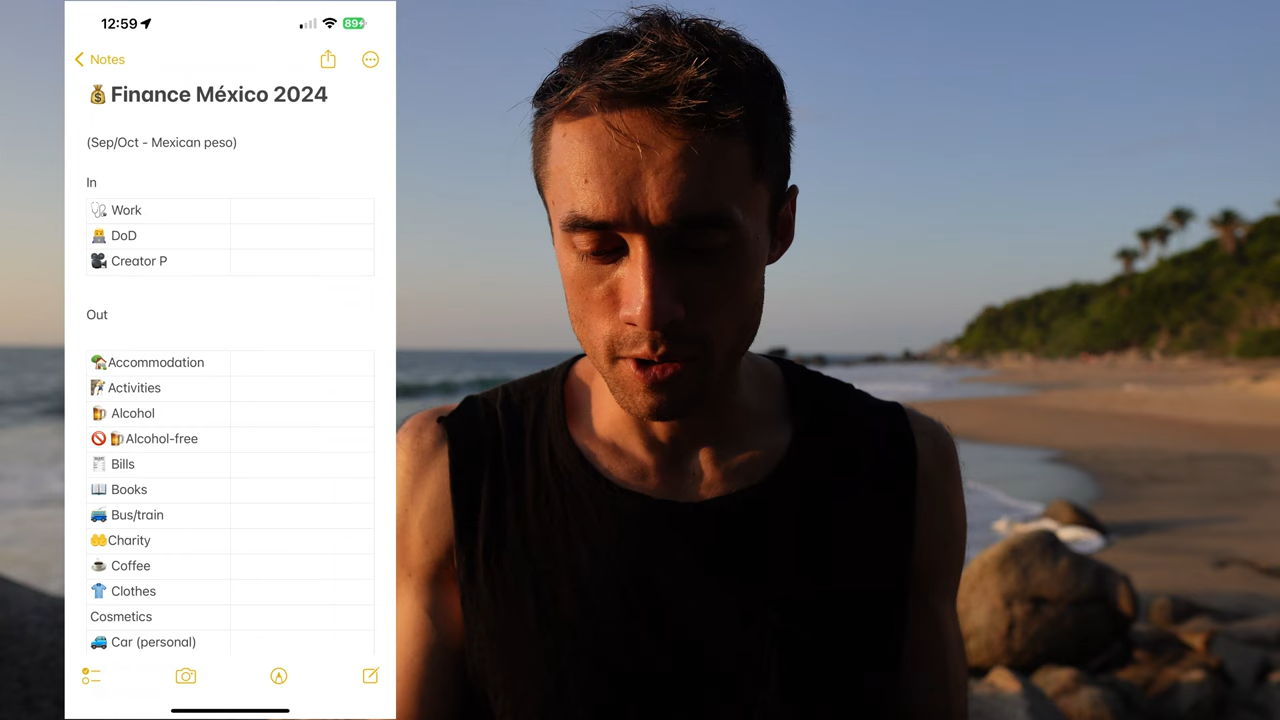 12:59
89
Notes
Finance México 2024
(Sep/Oct - Mexican peso)
In
Work
DoD
Creator P
Out
Accommodation
Activities
Alcohol
Alcohol-free
Bills
Books
Bus/train
Charity
Coffee
Clothes
Cosmetics
Car (personal)